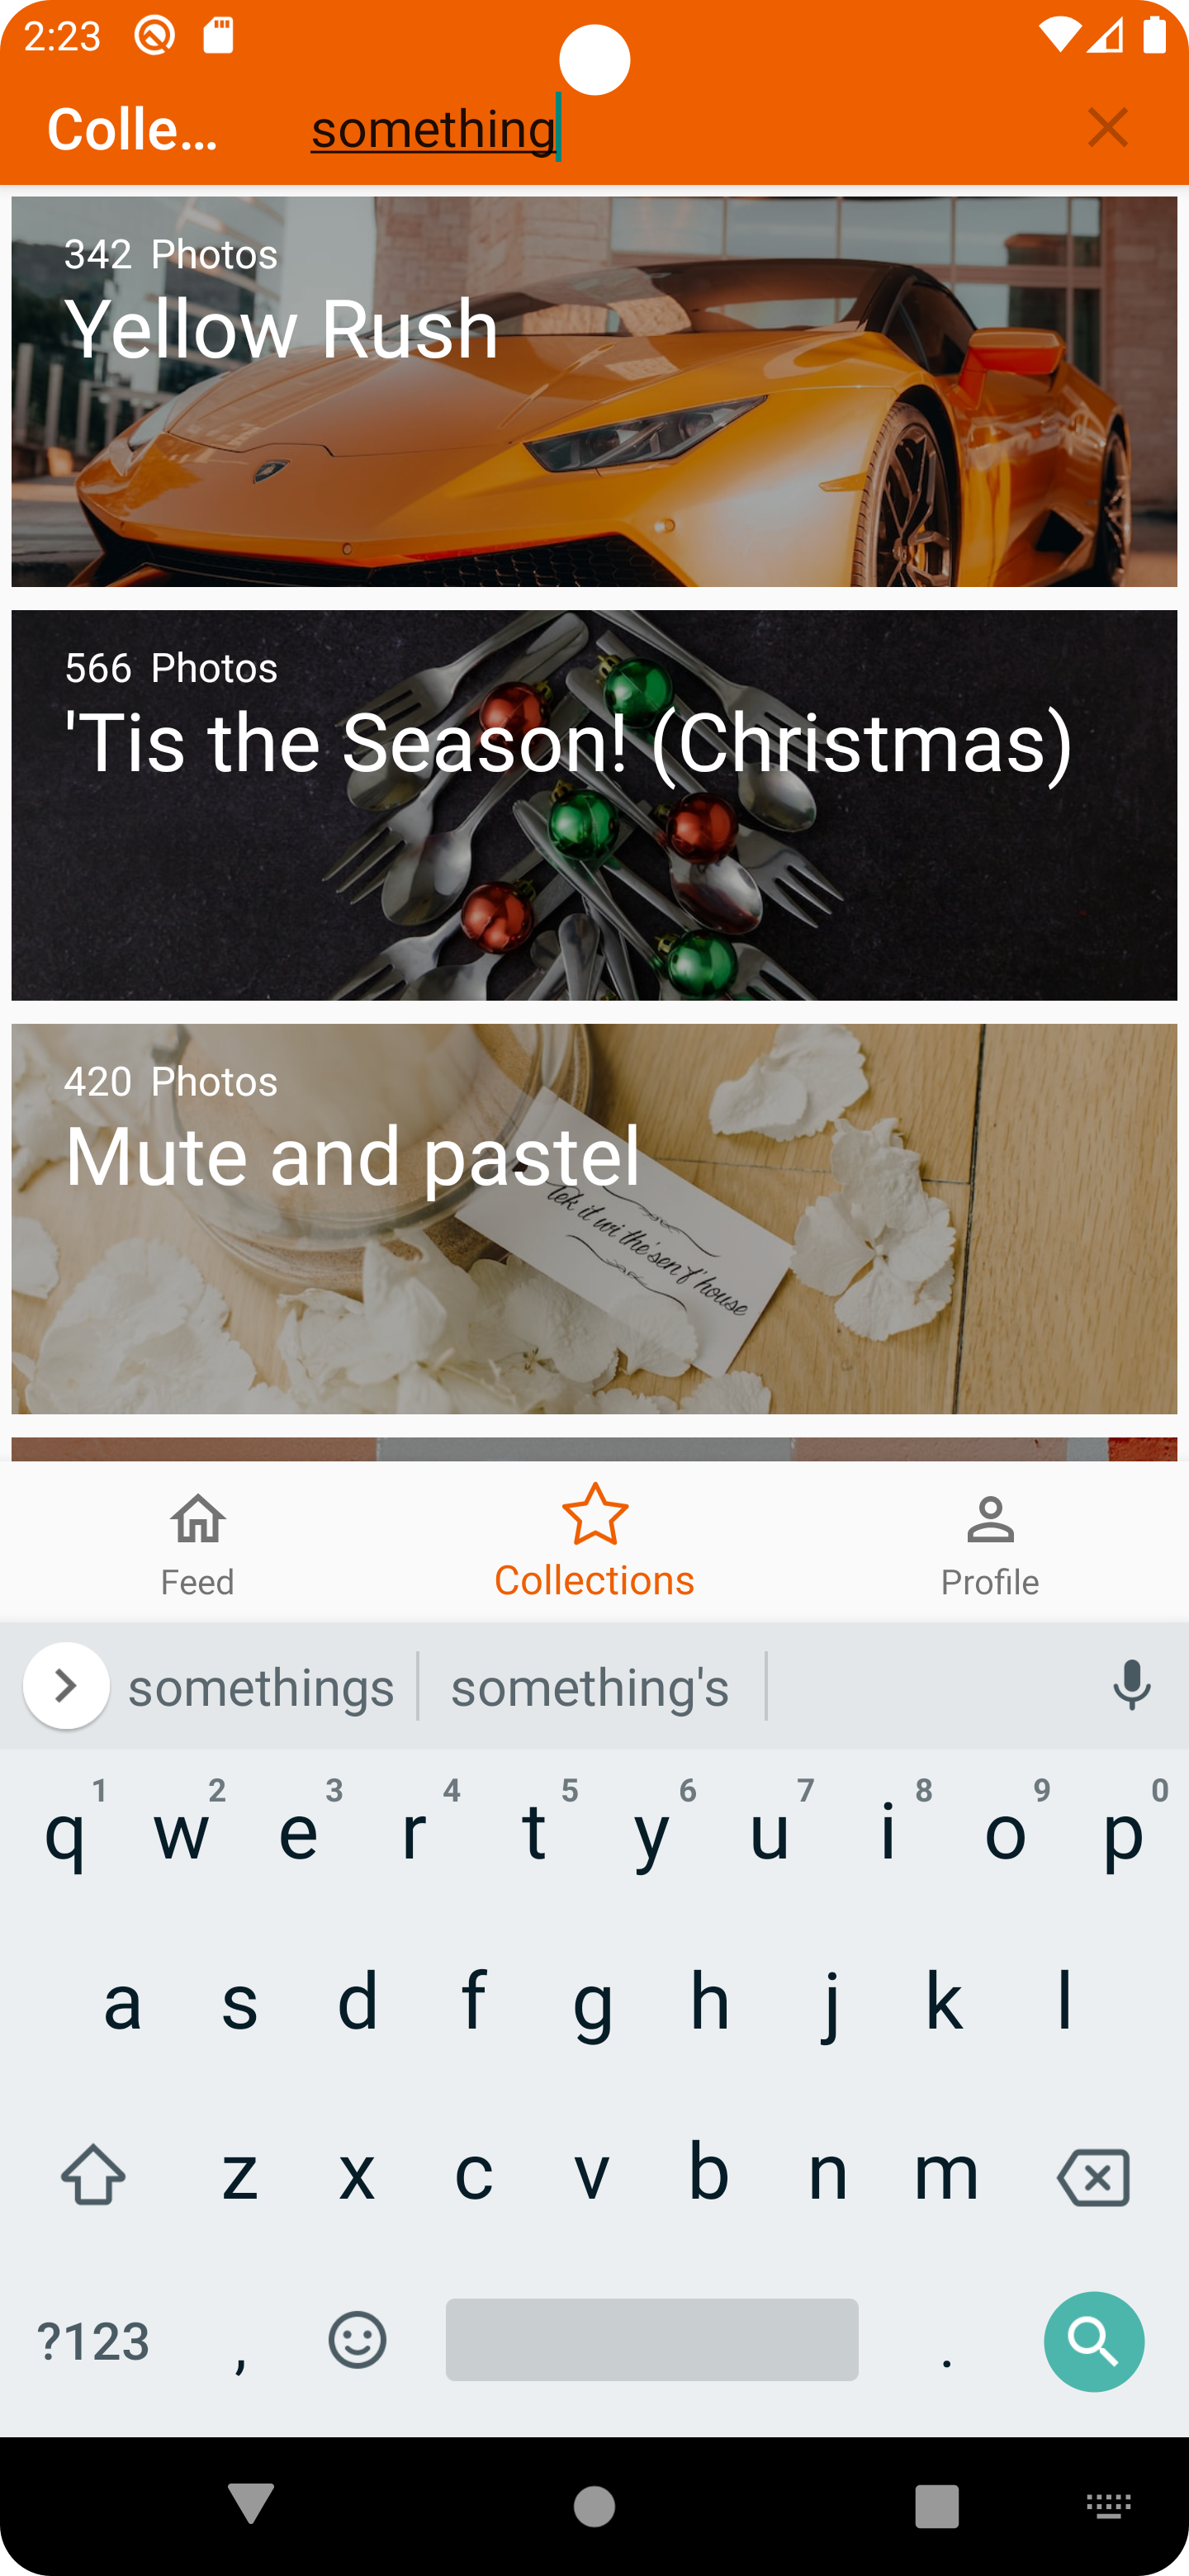 2:23
Colle... something
342 Photos
Yellow Rush
566 Photos
'Tis the Season! (Christmas)
420 Photos
Mute and pastel
Tek it wi the'sen t' house
Feed
Collections
Profile
somethings
something's
1 2 3 4 5 6 7 8 9 0
q w e r t y u i o p
a s d f g h j k l
z x c v b n m
?123 , .